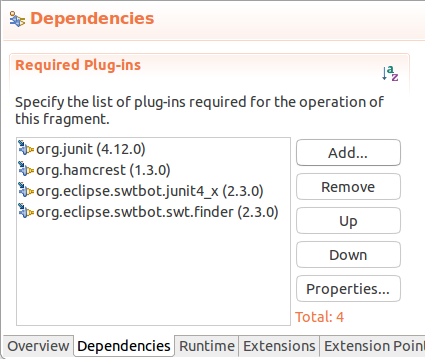 Dependencies
Required Plug-ins
Specify the list of plug-ins required for the operation of
this fragment.
org.junit (4.12.0)
org.hamcrest (1.3.0)
org.eclipse.swtbot.junit4_x (2.3.0)
org.eclipse.swtbot.swt.finder (2.3.0)
Add...
Remove
Up
Down
Properties...
Total: 4
Overview Dependencies Runtime Extensions Extension Point